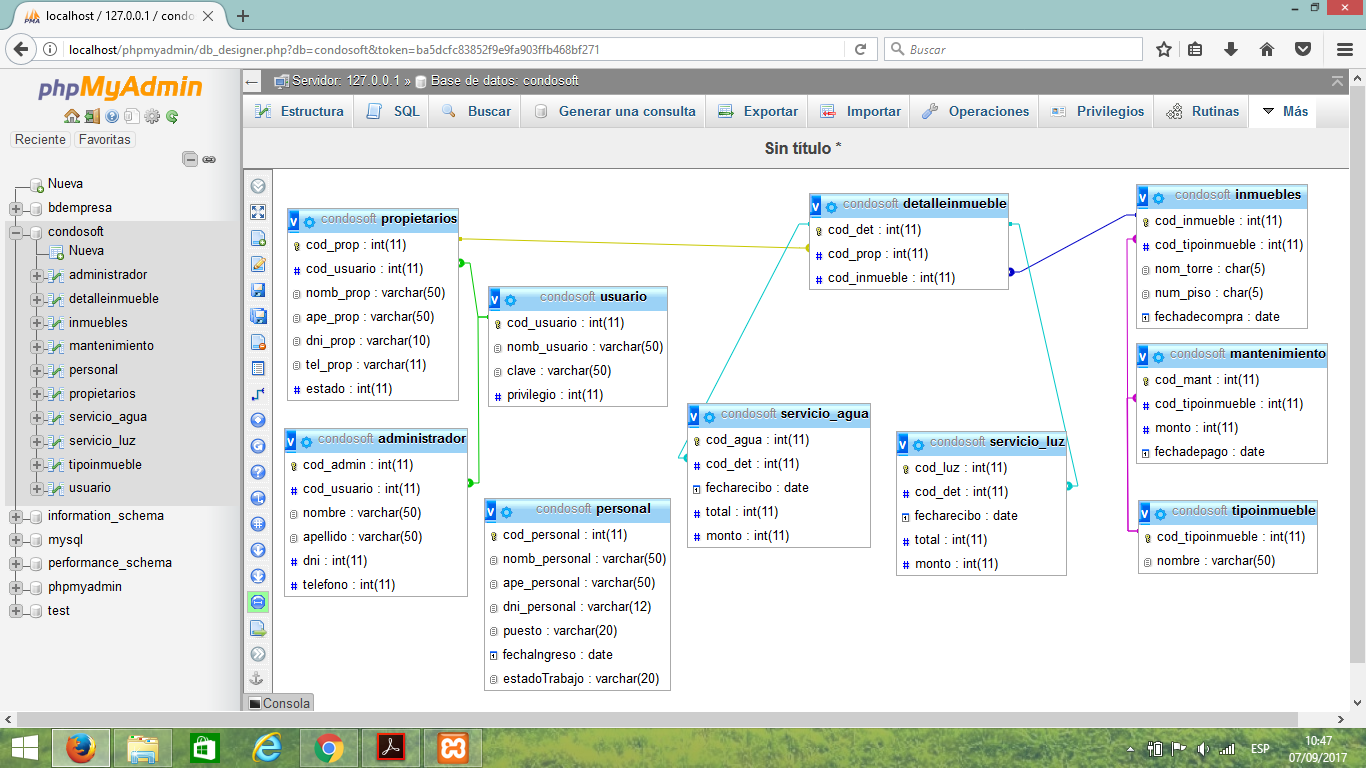 localhost / 127.0.0.1 / condo
localhost/phpmyadmin/db_designer.php?db=condosoft&token=ba5dcfc83852f9e9fa903ffb468bf271
Buscar
phpMyAdmin
Reciente Favoritas
Nueva
bdempresa
condosoft
Nueva
administrador
detalleinmueble
inmuebles
mantenimiento
personal
propietarios
servicio_agua
servicio_luz
tipoinmueble
usuario
information_schema
mysql
performance_schema
phpmyadmin
test
Servidor: 127.0.0.1 » Base de datos: condosoft
Estructura SQL Buscar Generar una consulta Exportar Importar Operaciones Privilegios Rutinas Más
Sin título *
v condosoft propietarios
cod_prop : int(11)
cod_usuario : int(11)
nomb_prop : varchar(50)
ape_prop : varchar(50)
dni_prop : varchar(10)
tel_prop : varchar(11)
estado : int(11)
v condosoft usuario
cod_usuario : int(11)
nomb_usuario : varchar(50)
clave : varchar(50)
privilegio : int(11)
v condosoft administrador
cod_admin : int(11)
cod_usuario : int(11)
nombre : varchar(50)
apellido : varchar(50)
dni : int(11)
telefono : int(11)
v condosoft personal
cod_personal : int(11)
nomb_personal : varchar(50)
ape_personal : varchar(50)
dni_personal : varchar(12)
puesto : varchar(20)
fechaIngreso : date
estadoTrabajo : varchar(20)
v condosoft detalleinmueble
cod_det : int(11)
cod_prop : int(11)
cod_inmueble : int(11)
v condosoft servicio_agua
cod_agua : int(11)
cod_det : int(11)
fecharecibo : date
total : int(11)
monto : int(11)
v condosoft servicio_luz
cod_luz : int(11)
cod_det : int(11)
fecharecibo : date
total : int(11)
monto : int(11)
v condosoft inmuebles
cod_inmueble : int(11)
cod_tipoinmueble : int(11)
nom_torre : char(5)
num_piso : char(5)
fechadecompra : date
v condosoft mantenimiento
cod_mant : int(11)
cod_tipoinmueble : int(11)
monto : int(11)
fechadepago : date
v condosoft tipoinmueble
cod_tipoinmueble : int(11)
nombre : varchar(50)
Consola
ESP
10:47
07/09/2017